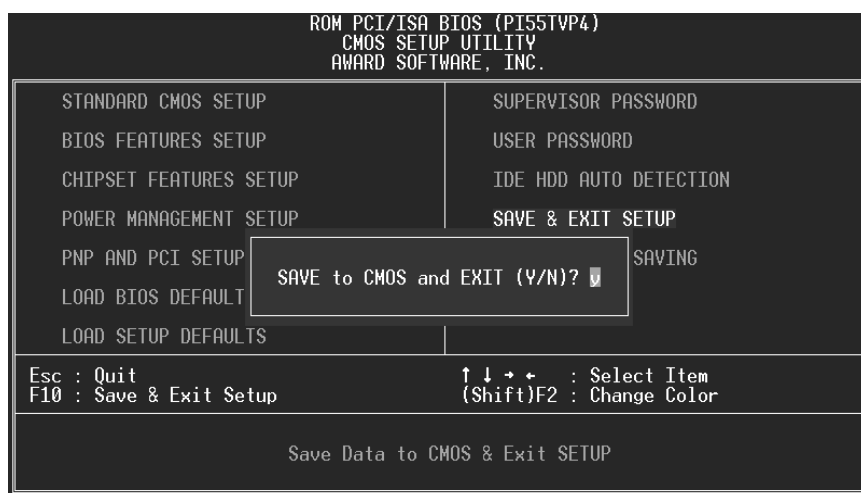 ROM PCI/ISA BIOS (PI55TVP4)
CMOS SETUP UTILITY
AWARD SOFTWARE, INC.
STANDARD CMOS SETUP
BIOS FEATURES SETUP
CHIPSET FEATURES SETUP
POWER MANAGEMENT SETUP
PNP AND PCI SETUP
LOAD BIOS DEFAULT
LOAD SETUP DEFAULTS
SUPERVISOR PASSWORD
USER PASSWORD
IDE HDD AUTO DETECTION
SAVE & EXIT SETUP
SAVING
SAVE to CMOS and EXIT (Y/N)? y
Esc : Quit
F10 : Save & Exit Setup
↑ ↓ → ← : Select Item
(Shift)F2 : Change Color
Save Data to CMOS & Exit SETUP